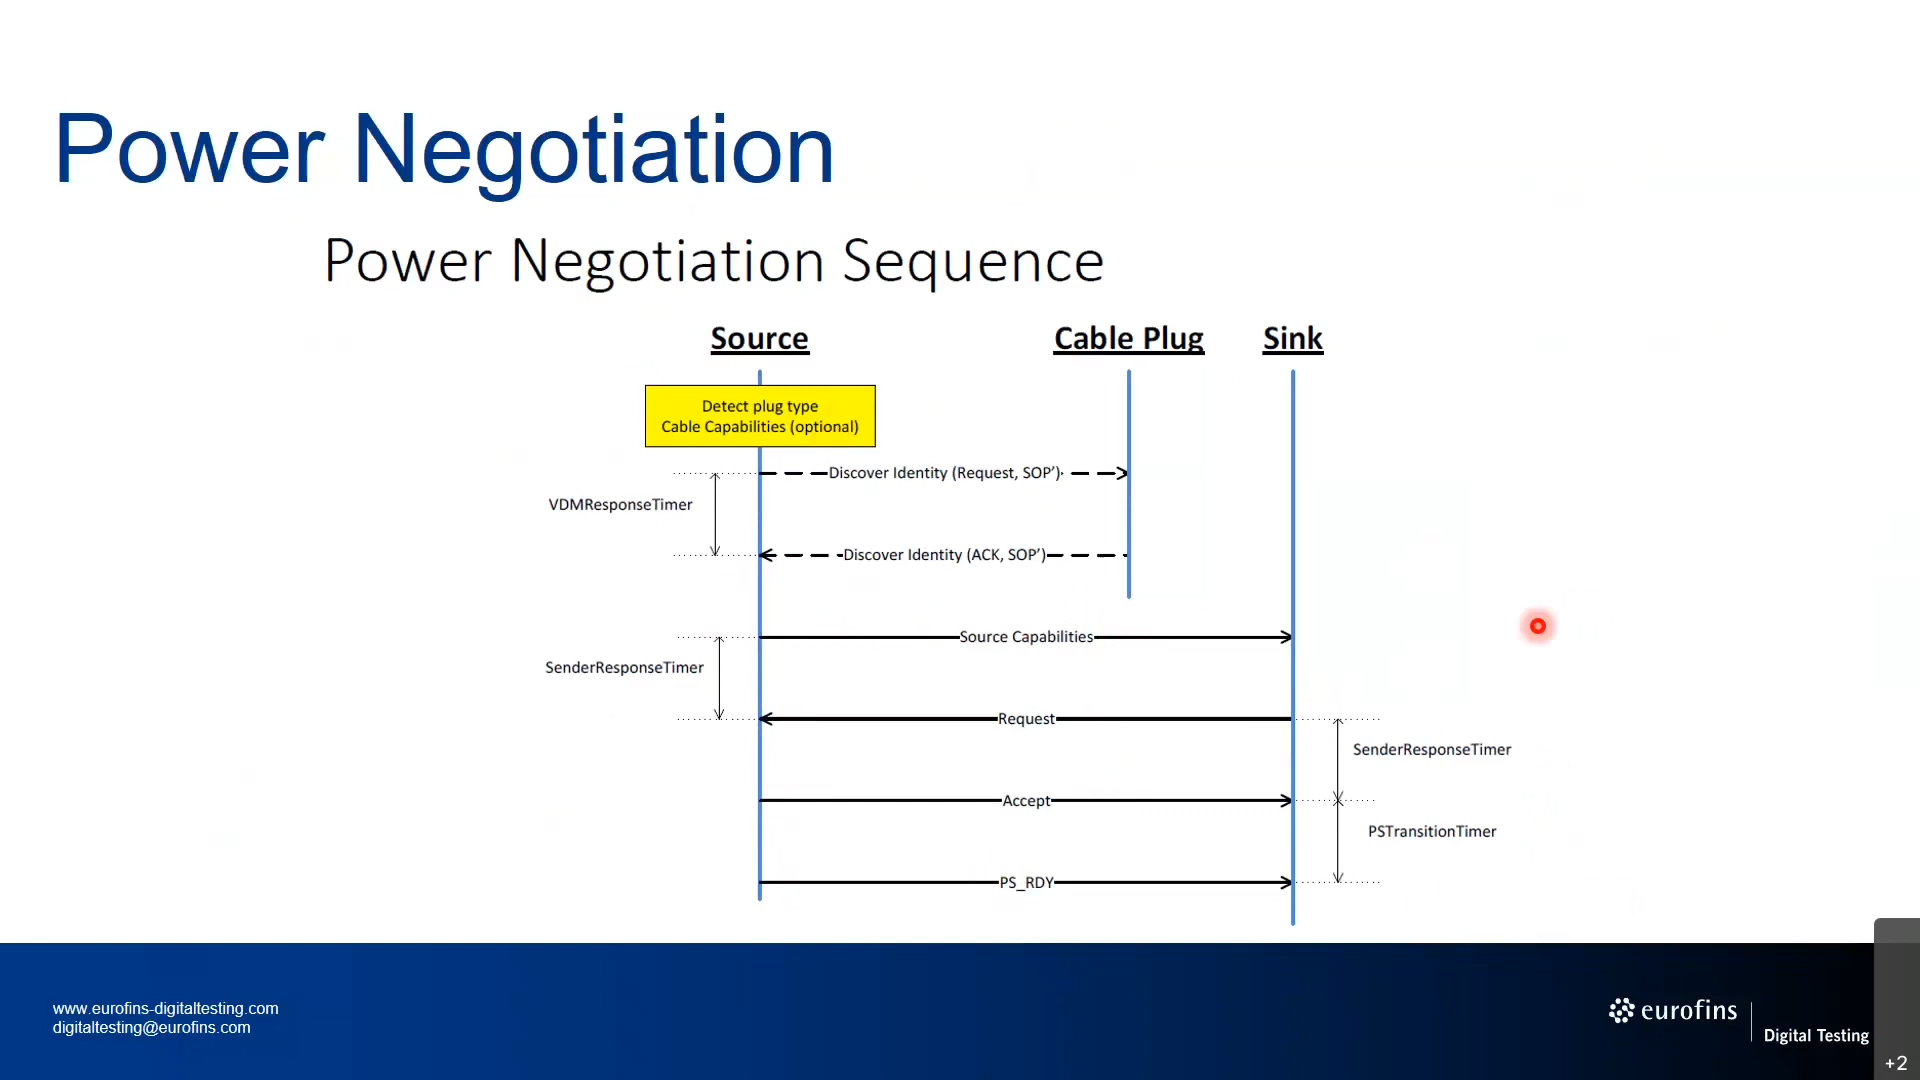 Power Negotiation
Power Negotiation Sequence
Source
Cable Plug
Sink
Detect plug type
Cable Capabilities (optional)
Discover Identity (Request, SOP')
VDMResponseTimer
Discover Identity (ACK, SOP')
Source Capabilities
SenderResponseTimer
Request
SenderResponseTimer
Accept
PSTransitionTimer
PS_RDY
www.eurofins-digitaltesting.com
digitaltesting@eurofins.com
eurofins
Digital Testing
+2